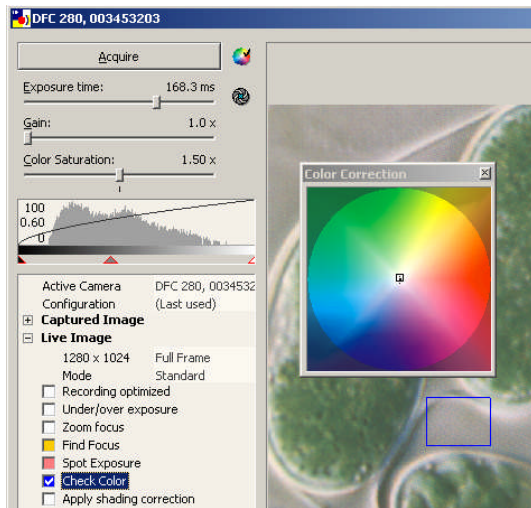 DFC 280, 003453203
Acquire
Exposure time: 168.3 ms
Gain: 1.0 x
Color Saturation: 1.50 x
100
0.60
0
Color Correction
Active Camera DFC 280, 0034532
Configuration (Last used)
Captured Image
Live Image
1280 x 1024 Full Frame
Mode Standard
Recording optimized
Under/over exposure
Zoom focus
Find Focus
Spot Exposure
Check Color
Apply shading correction